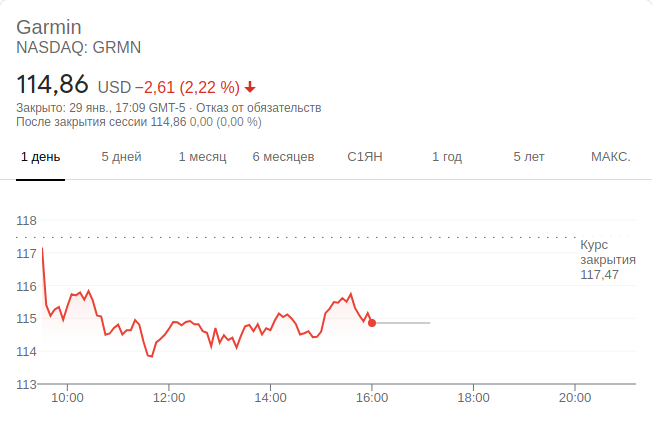 Garmin
NASDAQ: GRMN
114,86 USD −2,61 (2,22 %)
Закрыто: 29 янв., 17:09 GMT-5 · Отказ от обязательств
После закрытия сессии 114,86 0,00 (0,00 %)
1 день 5 дней 1 месяц 6 месяцев С1ЯН 1 год 5 лет МАКС.
118
117
116
115
114
113
Курс
закрытия
117,47
10:00 12:00 14:00 16:00 18:00 20:00